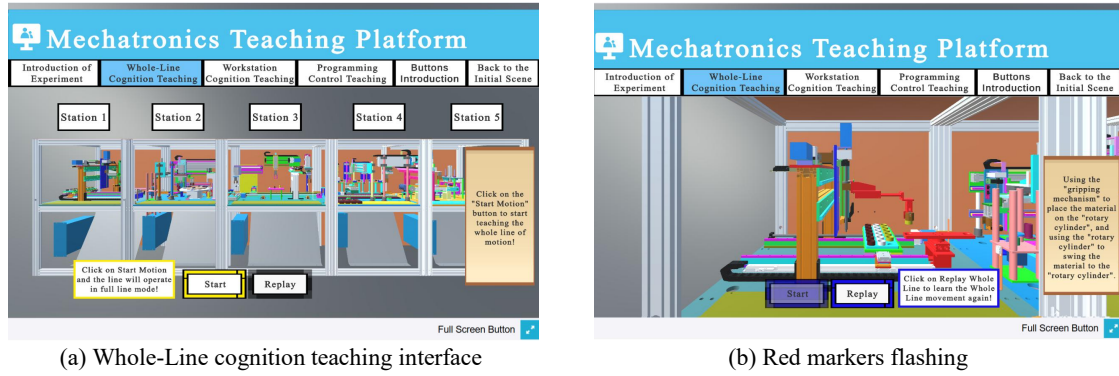 Mechatronics Teaching Platform
Introduction of
Experiment
Whole-Line
Cognition Teaching
Workstation
Cognition Teaching
Programming
Control Teaching
Buttons
Introduction
Back to the
Initial Scene
Station 1
Station 2
Station 3
Station 4
Station 5
Click on the
"Start Motion"
button to start
teaching the
whole line of
motion!
Click on Start Motion
and the line will operate
in full line mode!
Start
Replay
Full Screen Button
(a) Whole-Line cognition teaching interface
Mechatronics Teaching Platform
Introduction of
Experiment
Whole-Line
Cognition Teaching
Workstation
Cognition Teaching
Programming
Control Teaching
Buttons
Introduction
Back to the
Initial Scene
Using the
"gripping
mechanism" to
place the material
on the "rotary
cylinder", and
using the "rotary
cylinder" to
swing the
material to the
"rotary cylinder".
Start
Replay
Click on Replay Whole
Line to learn the Whole
Line movement again!
Full Screen Button
(b) Red markers flashing